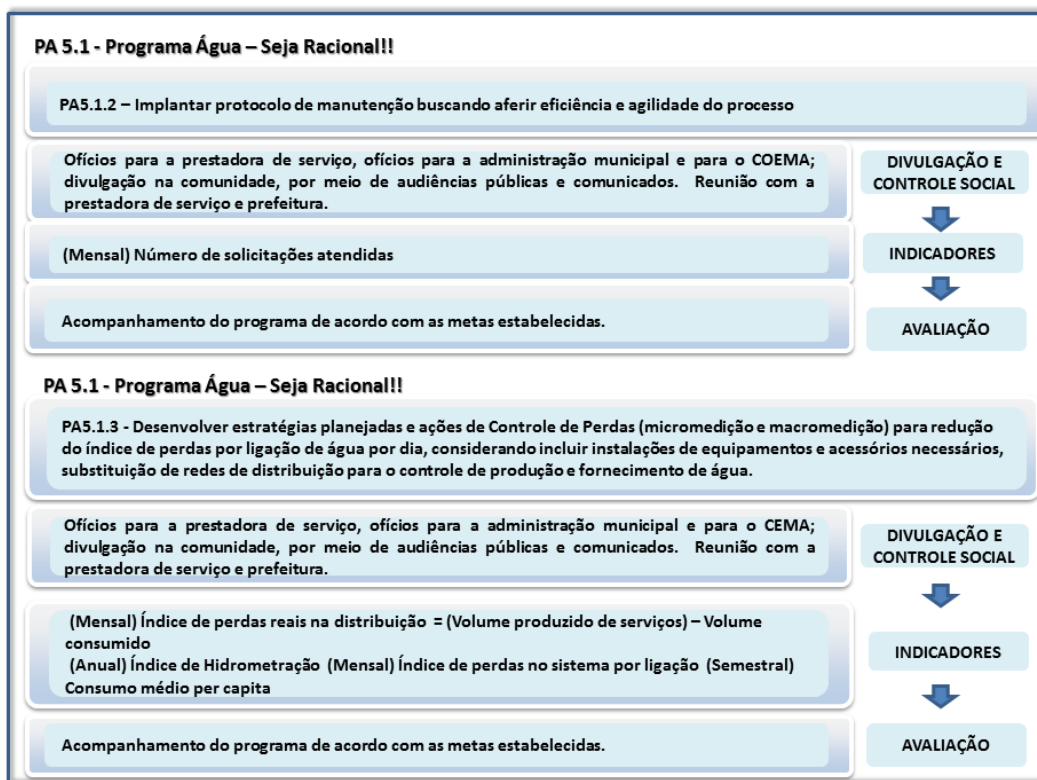 PA 5.1 - Programa Água – Seja Racional!!
PA5.1.2 – Implantar protocolo de manutenção buscando aferir eficiência e agilidade do processo
Ofícios para a prestadora de serviço, ofícios para a administração municipal e para o COEMA;
divulgação na comunidade, por meio de audiências públicas e comunicados. Reunião com a
prestadora de serviço e prefeitura.
DIVULGAÇÃO E
CONTROLE SOCIAL
(Mensal) Número de solicitações atendidas
INDICADORES
Acompanhamento do programa de acordo com as metas estabelecidas.
AVALIAÇÃO
PA 5.1 - Programa Água – Seja Racional!!
PA5.1.3 - Desenvolver estratégias planejadas e ações de Controle de Perdas (micromedição e macromedição) para redução
do índice de perdas por ligação de água por dia, considerando incluir instalações de equipamentos e acessórios necessários,
substituição de redes de distribuição para o controle de produção e fornecimento de água.
Ofícios para a prestadora de serviço, ofícios para a administração municipal e para o CEMA;
divulgação na comunidade, por meio de audiências públicas e comunicados. Reunião com a
prestadora de serviço e prefeitura.
DIVULGAÇÃO E
CONTROLE SOCIAL
(Mensal) Índice de perdas reais na distribuição = (Volume produzido de serviços) – Volume
consumido
(Anual) Índice de Hidrometração (Mensal) Índice de perdas no sistema por ligação (Semestral)
Consumo médio per capita
INDICADORES
Acompanhamento do programa de acordo com as metas estabelecidas.
AVALIAÇÃO